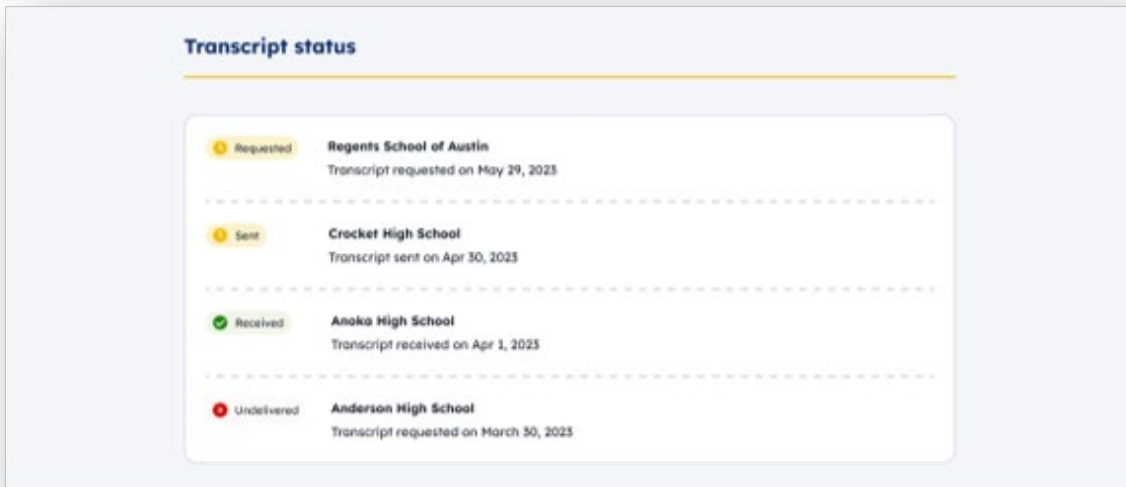 Transcript status
Requested
Regents School of Austin
Transcript requested on May 29, 2023
Sent
Crocket High School
Transcript sent on Apr 30, 2023
Received
Anoka High School
Transcript received on Apr 1, 2023
Undelivered
Anderson High School
Transcript requested on March 30, 2023